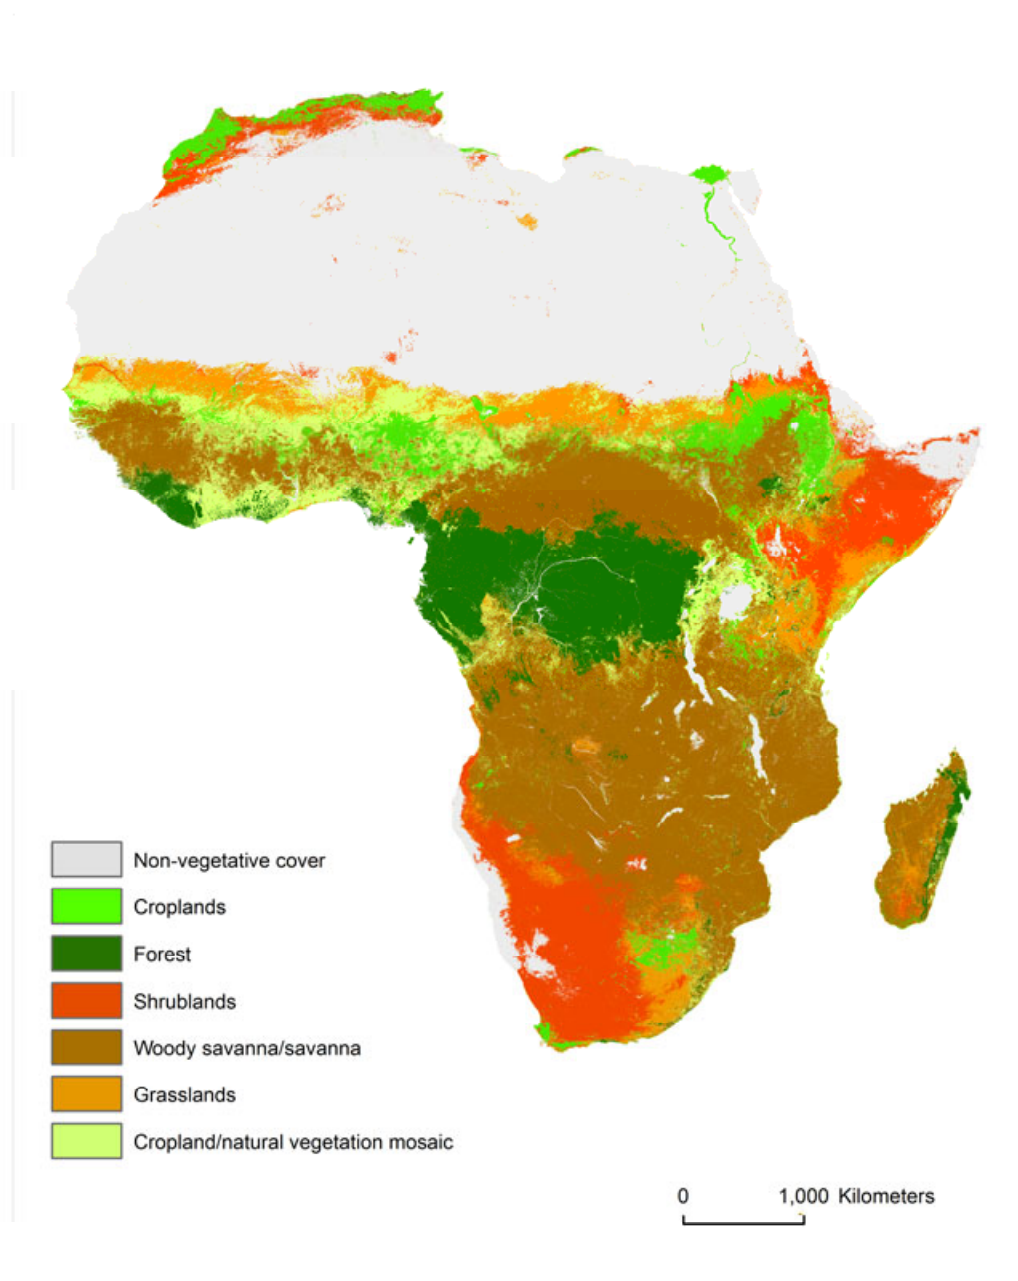 Non-vegetative cover
Croplands
Forest
Shrublands
Woody savanna/savanna
Grasslands
Cropland/natural vegetation mosaic
0 1,000 Kilometers